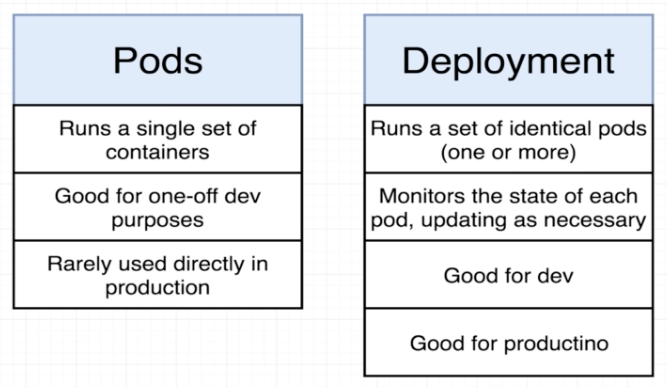 Pods
Runs a single set of
containers
Good for one-off dev
purposes
Rarely used directly in
production
Deployment
Runs a set of identical pods
(one or more)
Monitors the state of each
pod, updating as necessary
Good for dev
Good for productino